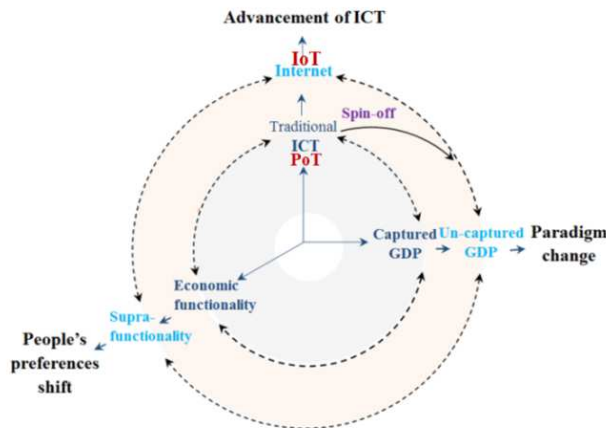 Advancement of ICT
IoT
Internet
Spin-off
Traditional
ICT
PoT
Captured
GDP
Un-captured
GDP
Paradigm
change
Economic
functionality
Supra-
functionality
People's
preferences
shift